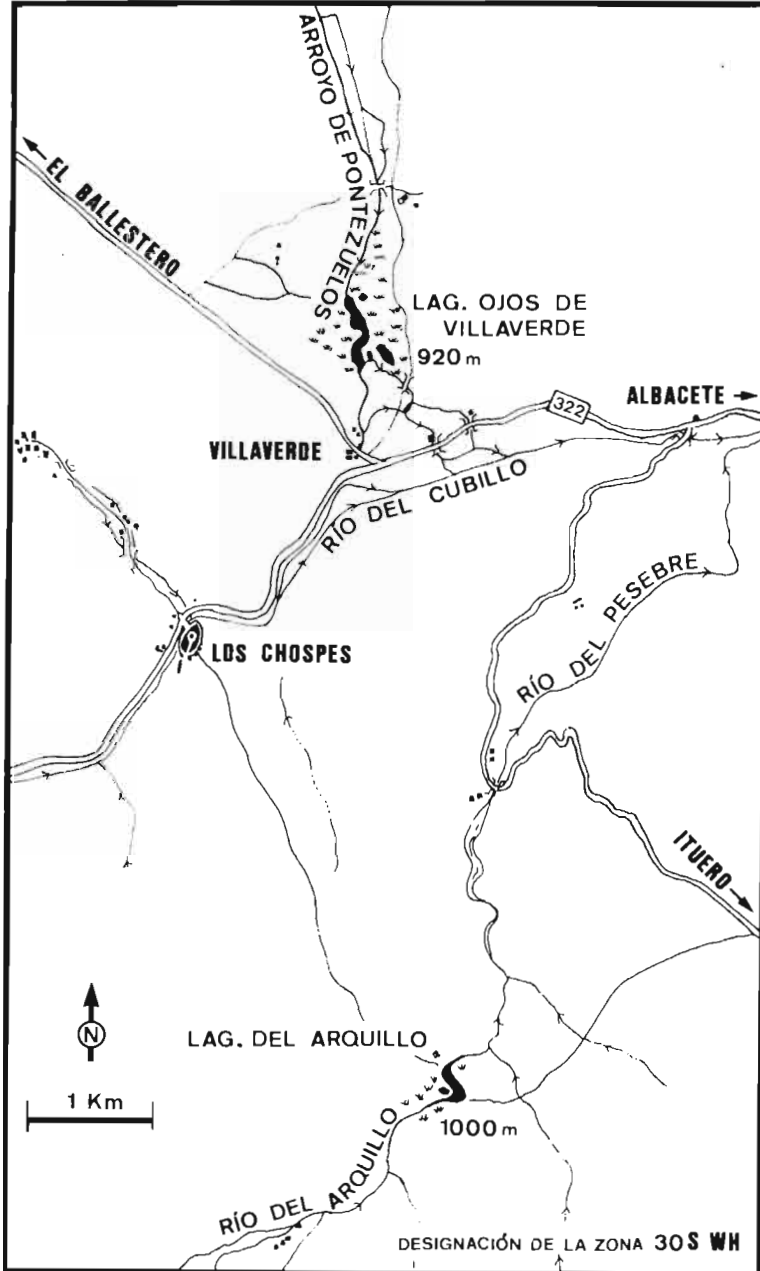 ARROYO DE PONTEZUELOS
EL BALLESTERO
LAG. OJOS DE
VILLAVERDE
920 m
ALBACETE
322
VILLAVERDE
RÍO DEL CUBILLO
RÍO DEL PESEBRE
LOS CHOSPES
ITUERO
N
LAG. DEL ARQUILLO
1 Km
1000 m
RÍO DEL ARQUILLO
DESIGNACIÓN DE LA ZONA 30S WH